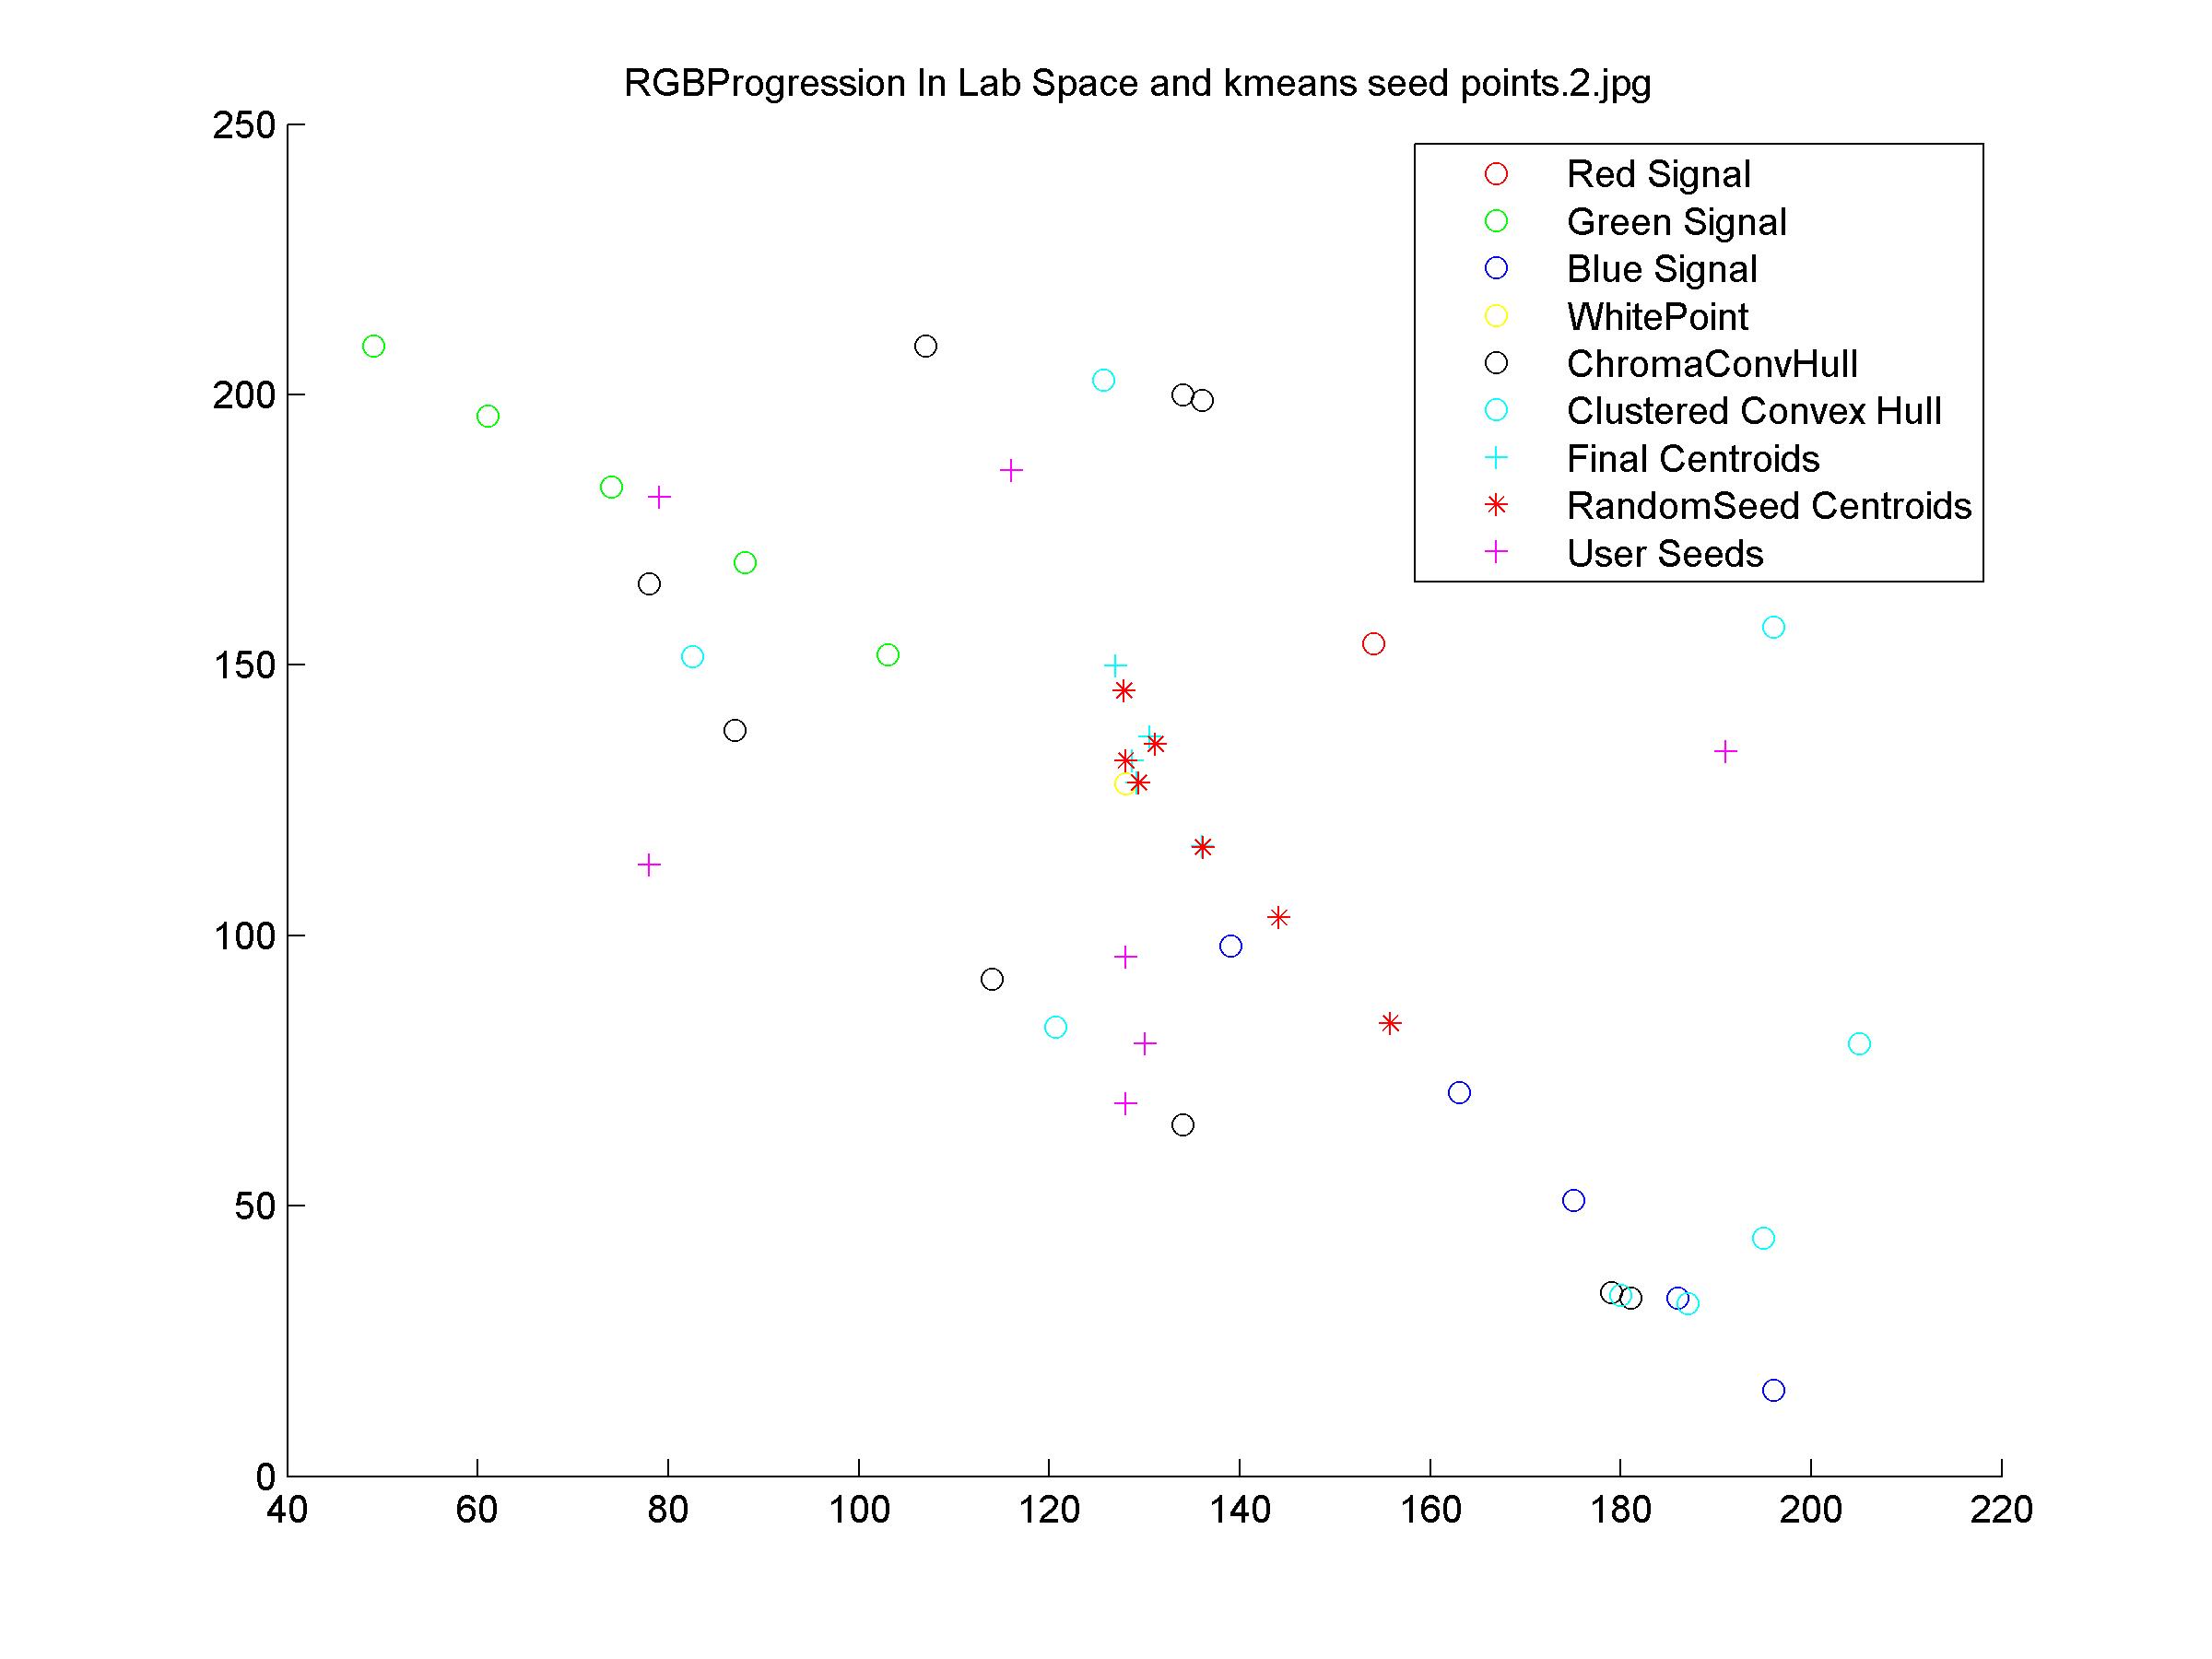 RGBProgression In Lab Space and kmeans seed points.2.jpg
250
200
150
100
50
0
Red Signal
Green Signal
Blue Signal
WhitePoint
ChromaConvHull
Clustered Convex Hull
Final Centroids
RandomSeed Centroids
User Seeds
40 60 80 100 120 140 160 180 200 220